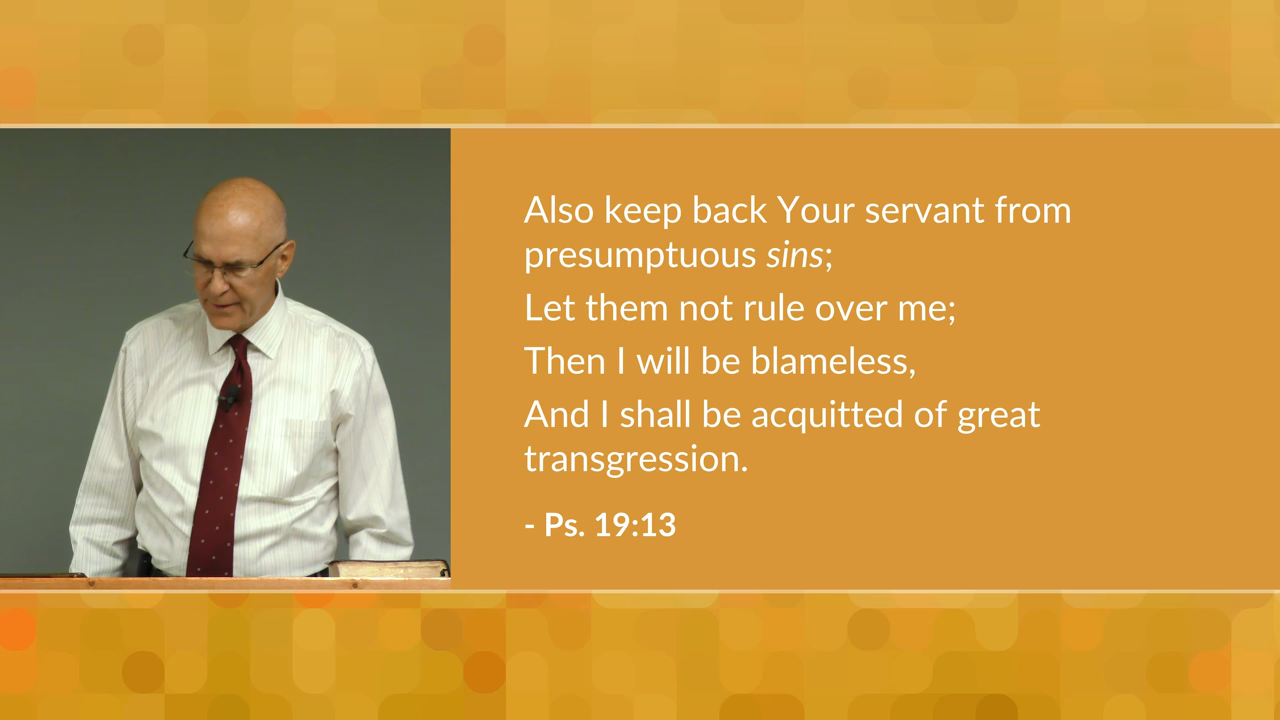 Also keep back Your servant from
presumptuous sins;
Let them not rule over me;
Then I will be blameless,
And I shall be acquitted of great
transgression.
- Ps. 19:13